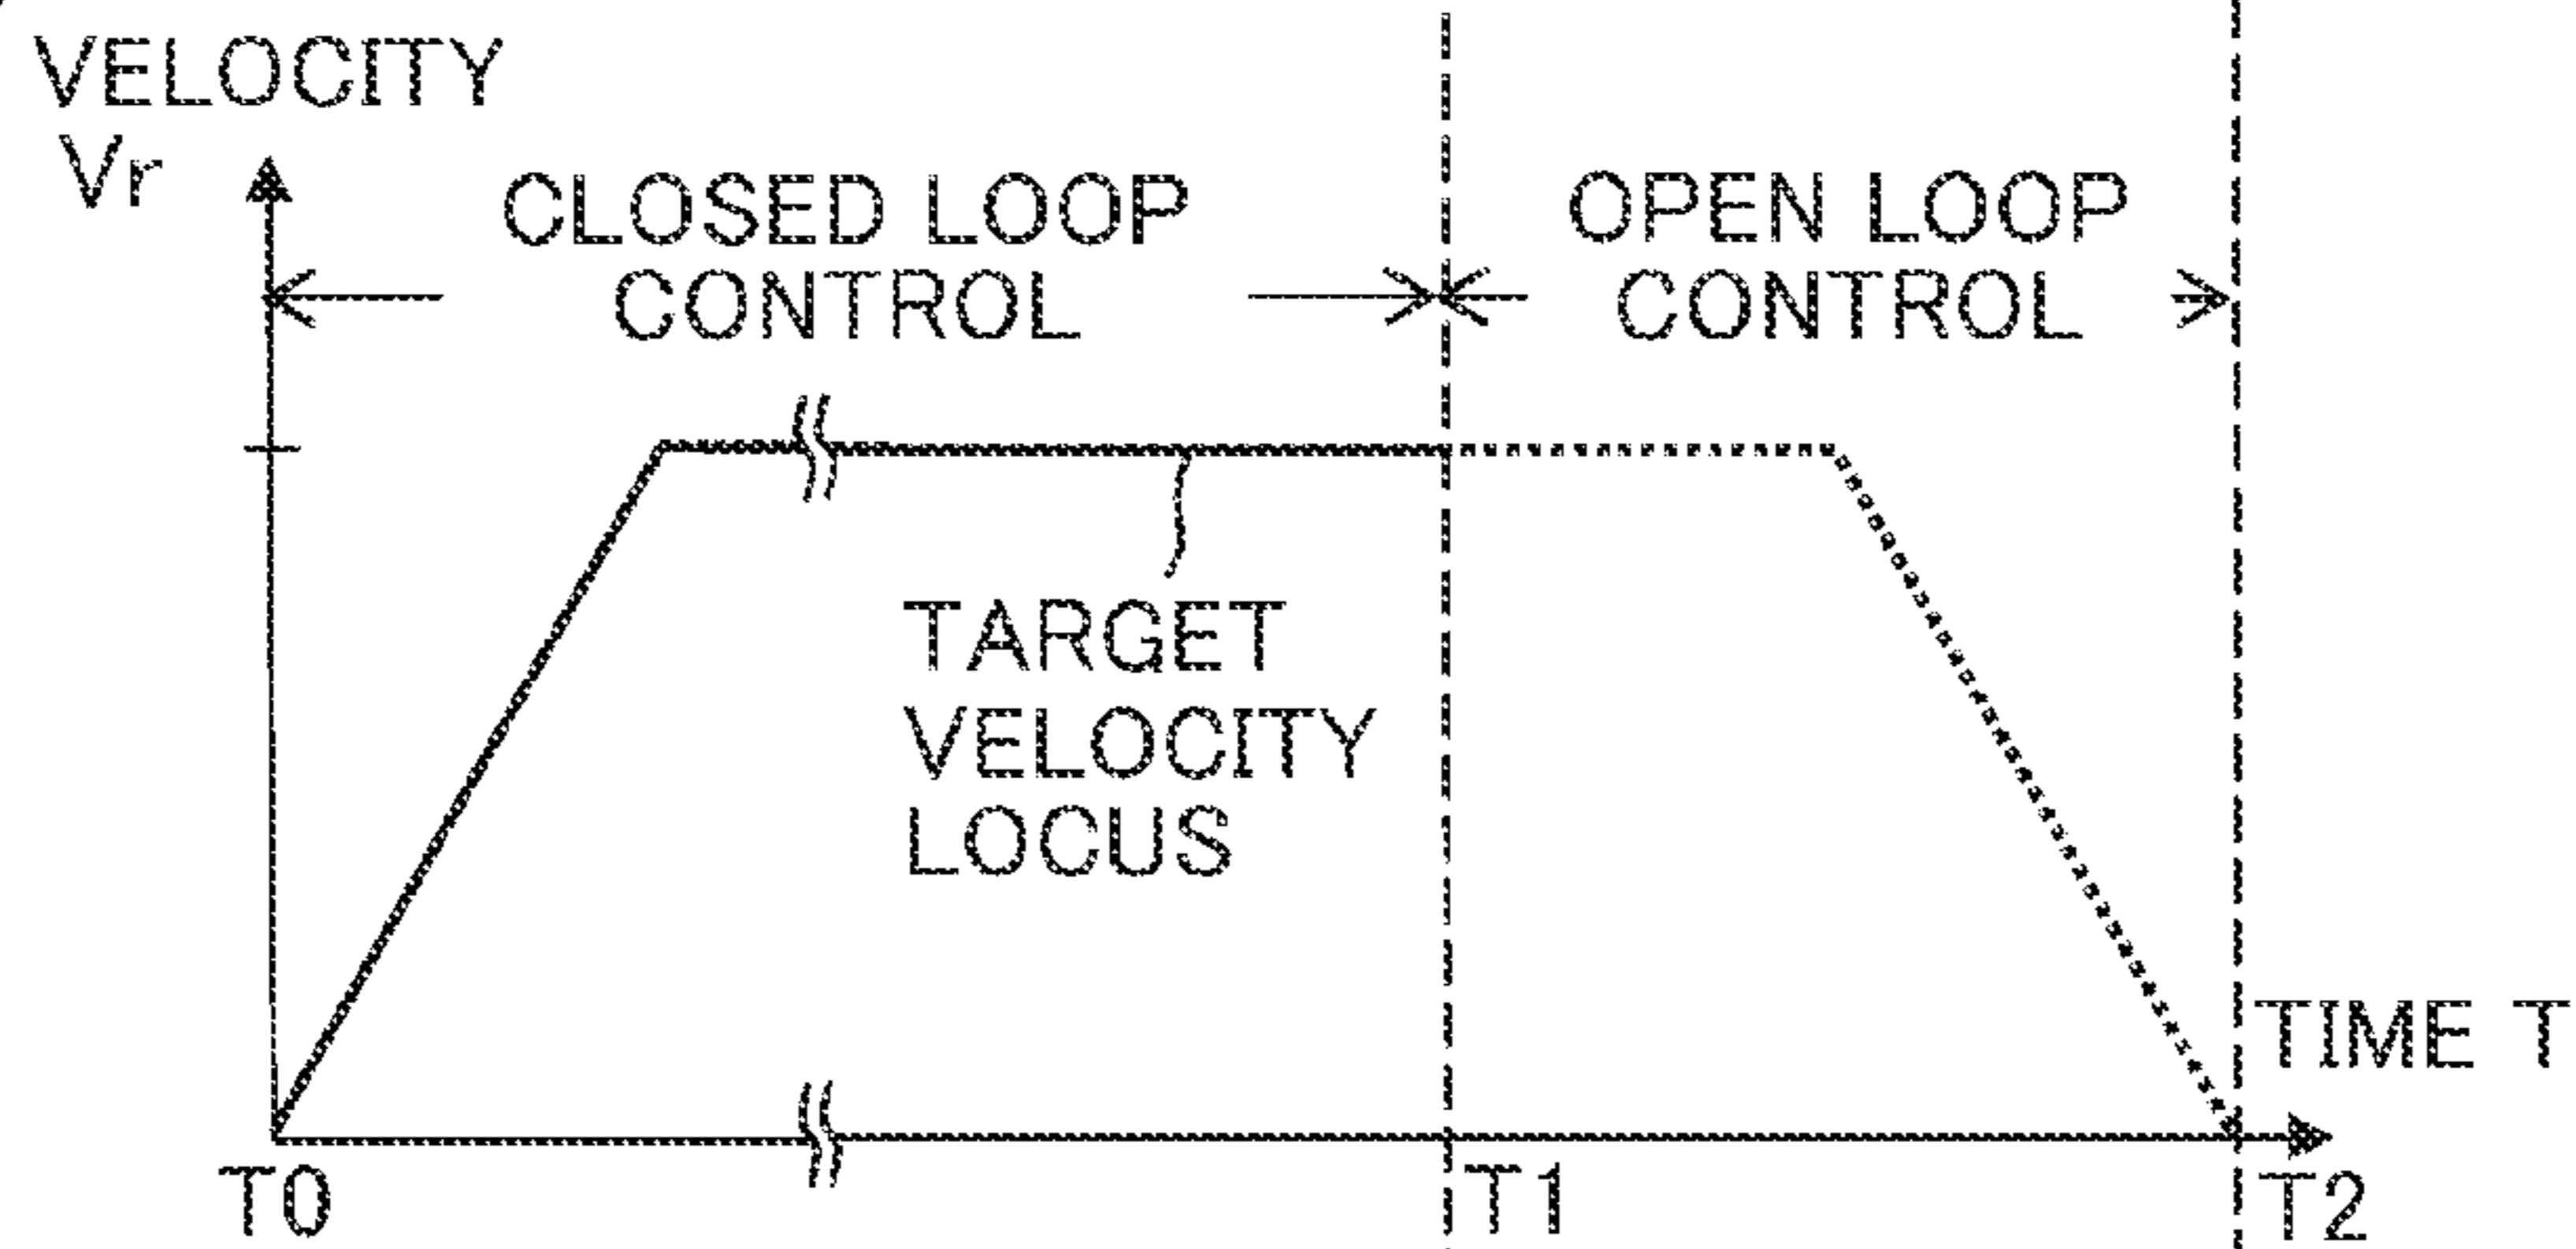 VELOCITY
Vr
CLOSED LOOP
CONTROL
OPEN LOOP
CONTROL
TARGET
VELOCITY
LOCUS
TIME T
T0
T1
T2